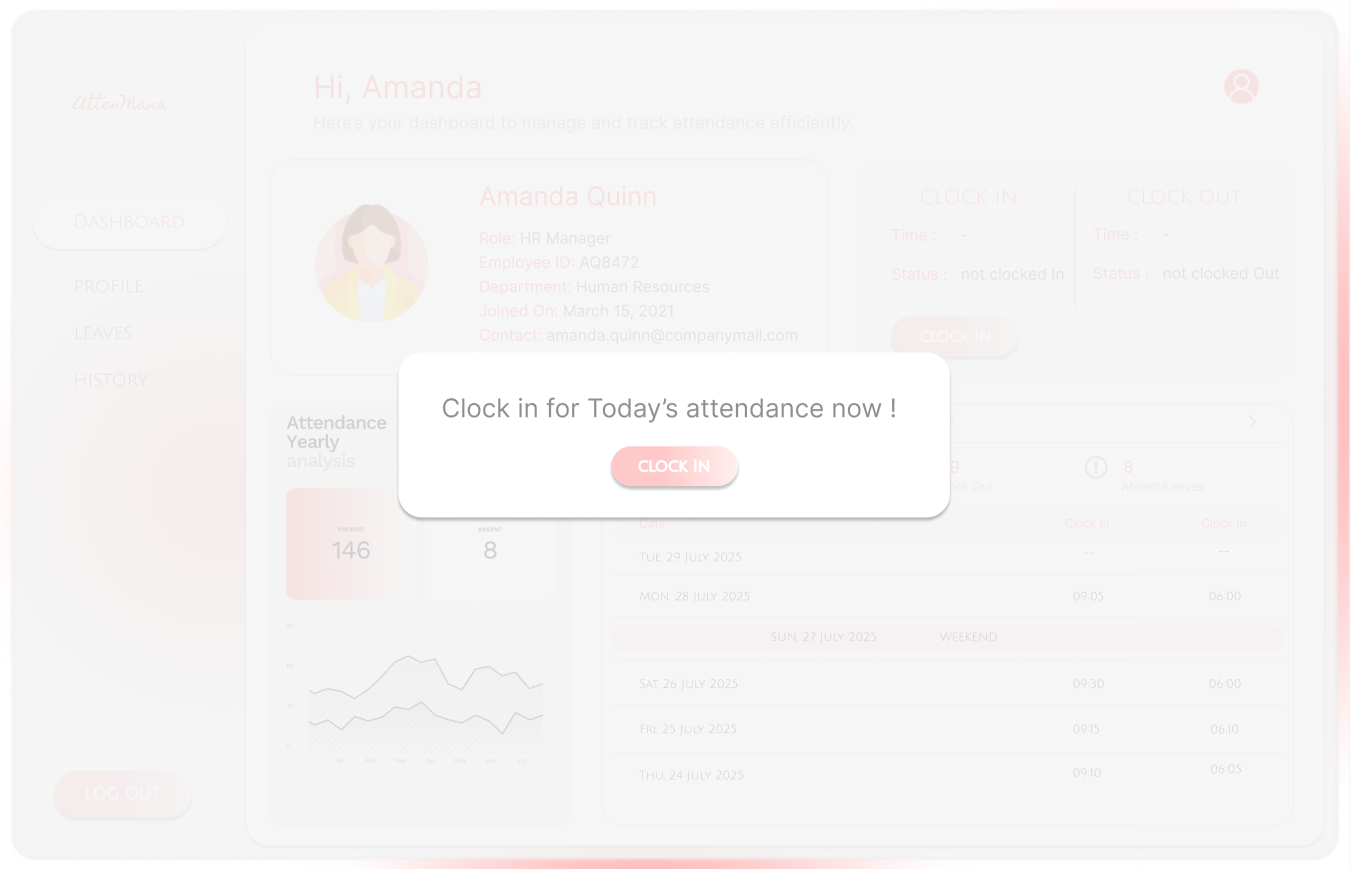 AttenMana
Hi, Amanda
Here's your dashboard to manage and track attendance efficiently.
DASHBOARD
PROFILE
LEAVES
HISTORY
LOG OUT
Amanda Quinn
Role: HR Manager
Employee ID: AQ8472
Department: Human Resources
Joined On: March 15, 2021
Contact: amanda.quinn@companymail.com
CLOCK IN
Time : -
Status : not clocked In
CLOCK OUT
Time : -
Status : not clocked Out
CLOCK IN
Clock in for Today's attendance now !
CLOCK IN
Attendance
Yearly
analysis
PRESENT
146
ABSENT
8
0
Jan Feb Mar Apr May Jun Jul
9
Out
8
Absent/Leaves
Date Clock In Clock In
TUE. 29 JULY 2025 -- --
MON. 28 JULY 2025 09:05 06:00
SUN. 27 JULY 2025 WEEKEND
SAT. 26 JULY 2025 09:30 06:00
FRI. 25 JULY 2025 09:15 06:10
THU. 24 JULY 2025 09:10 06:05